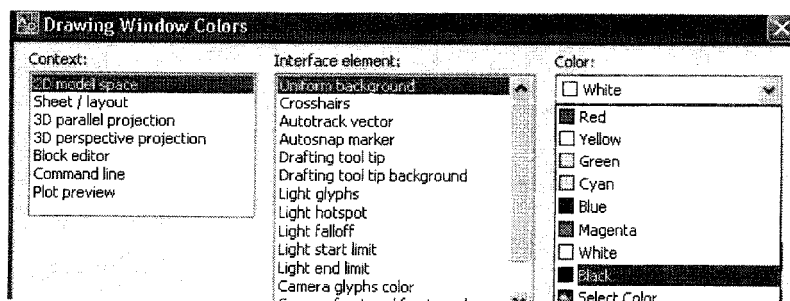 Drawing Window Colors
Context:
2D model space
Sheet / layout
3D parallel projection
3D perspective projection
Block editor
Command line
Plot preview
Interface element:
Uniform background
Crosshairs
Autotrack vector
Autosnap marker
Drafting tool tip
Drafting tool tip background
Light glyphs
Light hotspot
Light falloff
Light start limit
Light end limit
Camera glyphs color
Color:
White
Red
Yellow
Green
Cyan
Blue
Magenta
White
Black
Select Color